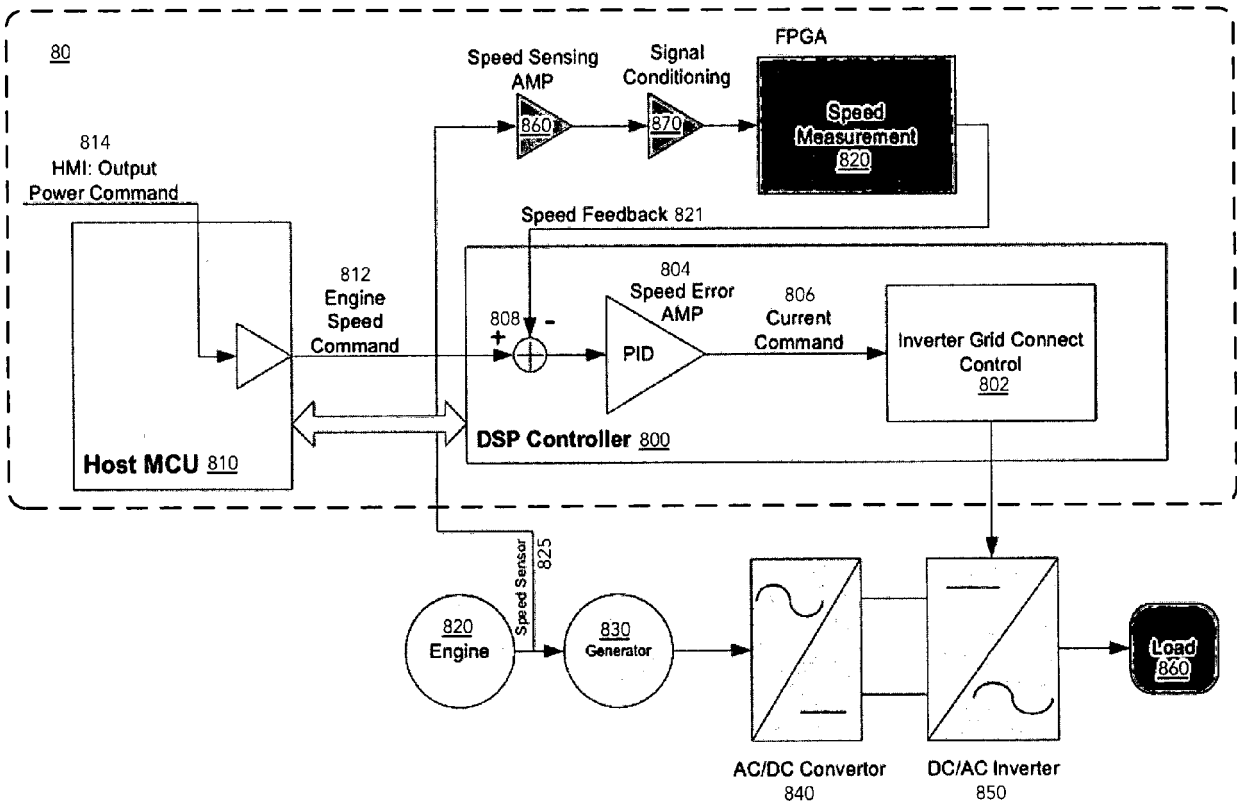 80
FPGA
Speed Sensing
AMP
860
Signal
Conditioning
870
Speed
Measurement
820
814
HMI: Output
Power Command
Speed Feedback 821
812
Engine
Speed
Command
808
+
-
804
Speed Error
AMP
PID
806
Current
Command
Inverter Grid Connect
Control
802
DSP Controller 800
Host MCU 810
Speed Sensor
825
820
Engine
830
Generator
Load
860
AC/DC Convertor
840
DC/AC Inverter
850